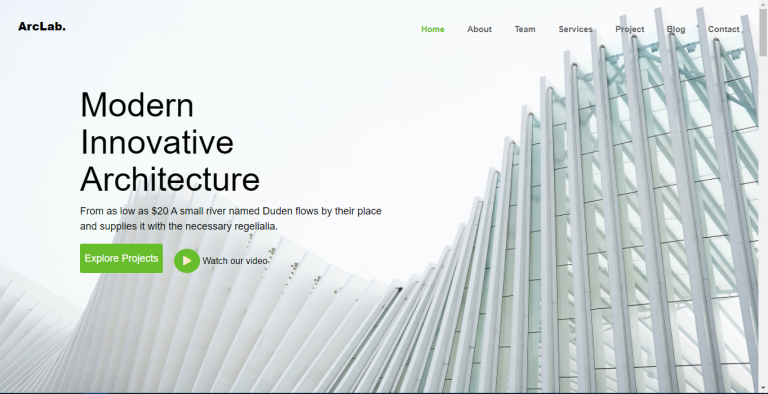 ArcLab.
Home About Team Services Project Blog Contact
Modern
Innovative
Architecture
From as low as $20 A small river named Duden flows by their place
and supplies it with the necessary regelialia.
Explore Projects
Watch our video